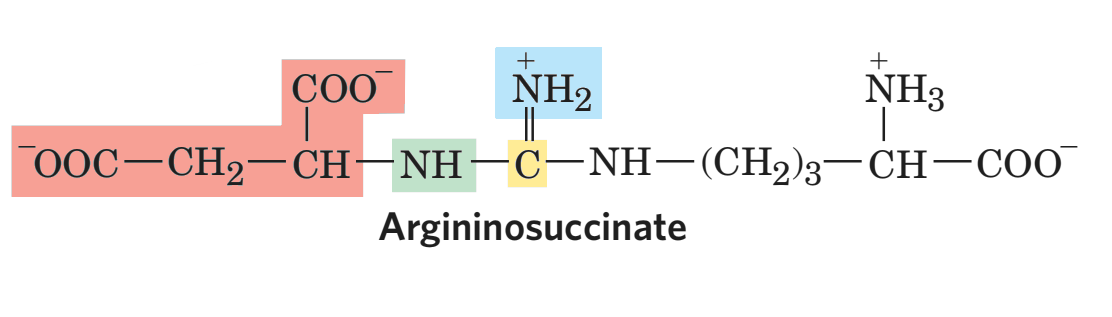 COO⁻ ⁺NH₂ ⁺NH₃
⁻OOC—CH₂—CH—NH—C—NH—(CH₂)₃—CH—COO⁻
Argininosuccinate